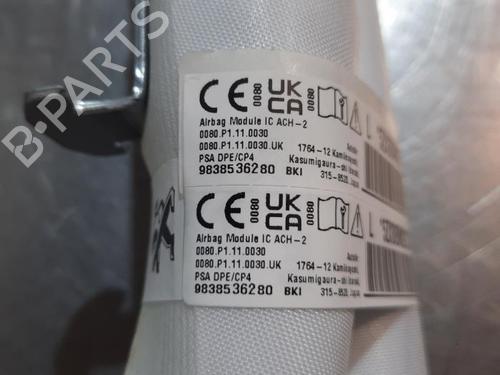 B-PARTS
CE 0080 UK CA 0080
Airbag Module IC ACH-2
0080.P1.11.0030
0080.P1.11.0030.UK 1764-12
PSA DPE/CP4 Kasumigaura-shi
9838536280 BKI 315-8520, Japan
CE 0080 UK CA 0080
Airbag Module IC ACH-2
0080.P1.11.0030
0080.P1.11.0030.UK 1764-12 Kamiinayoshi,
PSA DPE/CP4 Kasumigaura-shi Ibaraki,
9838536280 BKI 315-8520, Japan